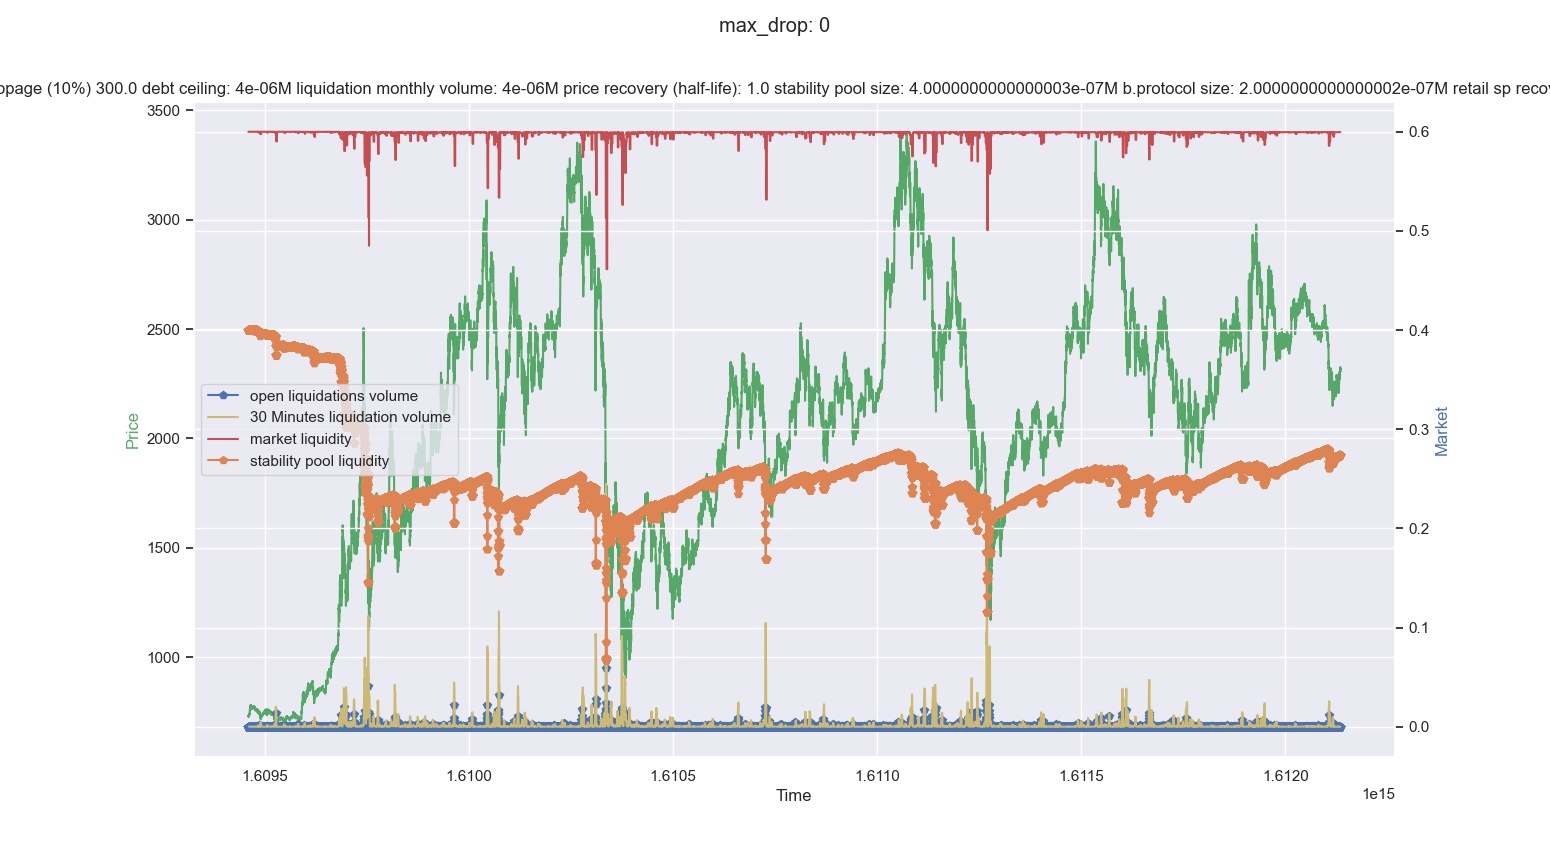 max_drop: 0
opage (10%) 300.0 debt ceiling: 4e-06M liquidation monthly volume: 4e-06M price recovery (half-life): 1.0 stability pool size: 4.0000000000000003e-07M b.protocol size: 2.0000000000000002e-07M retail sp recov
3500
3000
2500
2000
1500
1000
Price
open liquidations volume
30 Minutes liquidation volume
market liquidity
stability pool liquidity
0.6
0.5
0.4
0.3
0.2
0.1
0.0
Market
1.6095 1.6100 1.6105 1.6110 1.6115 1.6120
Time
1e15